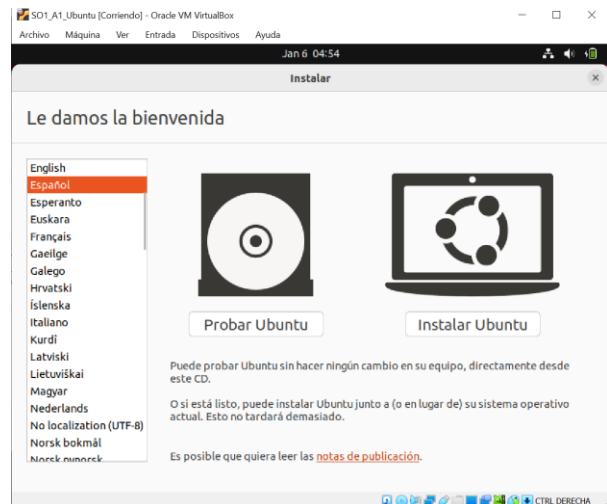 SO1_A1_Ubuntu [Corriendo] - Oracle VM VirtualBox
Archivo Máquina Ver Entrada Dispositivos Ayuda
Jan 6 04:54
Instalar
Le damos la bienvenida
English
Español
Esperanto
Euskara
Français
Gaeilge
Galego
Hrvatski
Íslenska
Italiano
Kurdî
Latviski
Lietuviškai
Magyar
Nederlands
No localization (UTF-8)
Norsk bokmål
Norsk nynorsk
Probar Ubuntu
Instalar Ubuntu
Puede probar Ubuntu sin hacer ningún cambio en su equipo, directamente desde
este CD.
O si está listo, puede instalar Ubuntu junto a (o en lugar de) su sistema operativo
actual. Esto no tardará demasiado.
Es posible que quiera leer las notas de publicación.
CTRL DERECHA